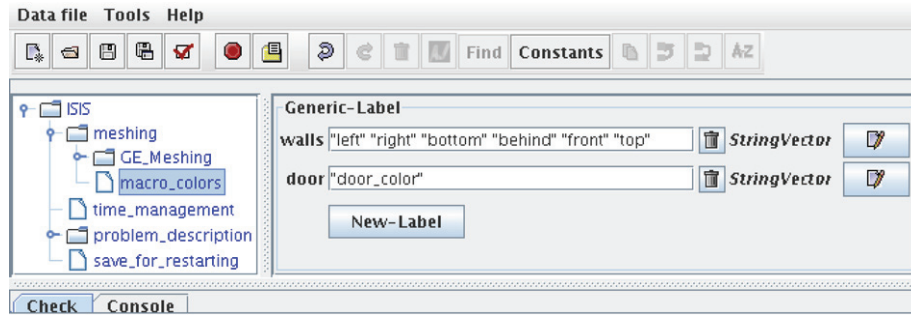 Data file Tools Help
Find Constants A-Z
ISIS
meshing
GE_Meshing
macro_colors
time_management
problem_description
save_for_restarting
Generic-Label
walls "left" "right" "bottom" "behind" "front" "top" StringVector
door "door_color" StringVector
New-Label
Check Console